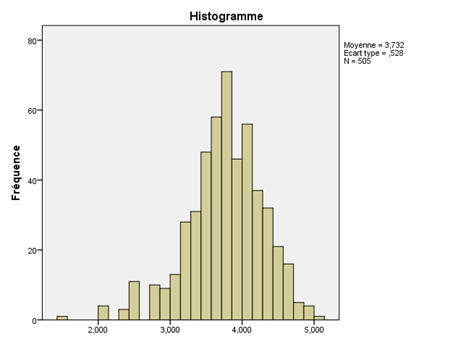 Histogramme
Moyenne = 3,732
Ecart type = ,528
N = 505
Fréquence
80
60
40
20
0
2,000 3,000 4,000 5,000